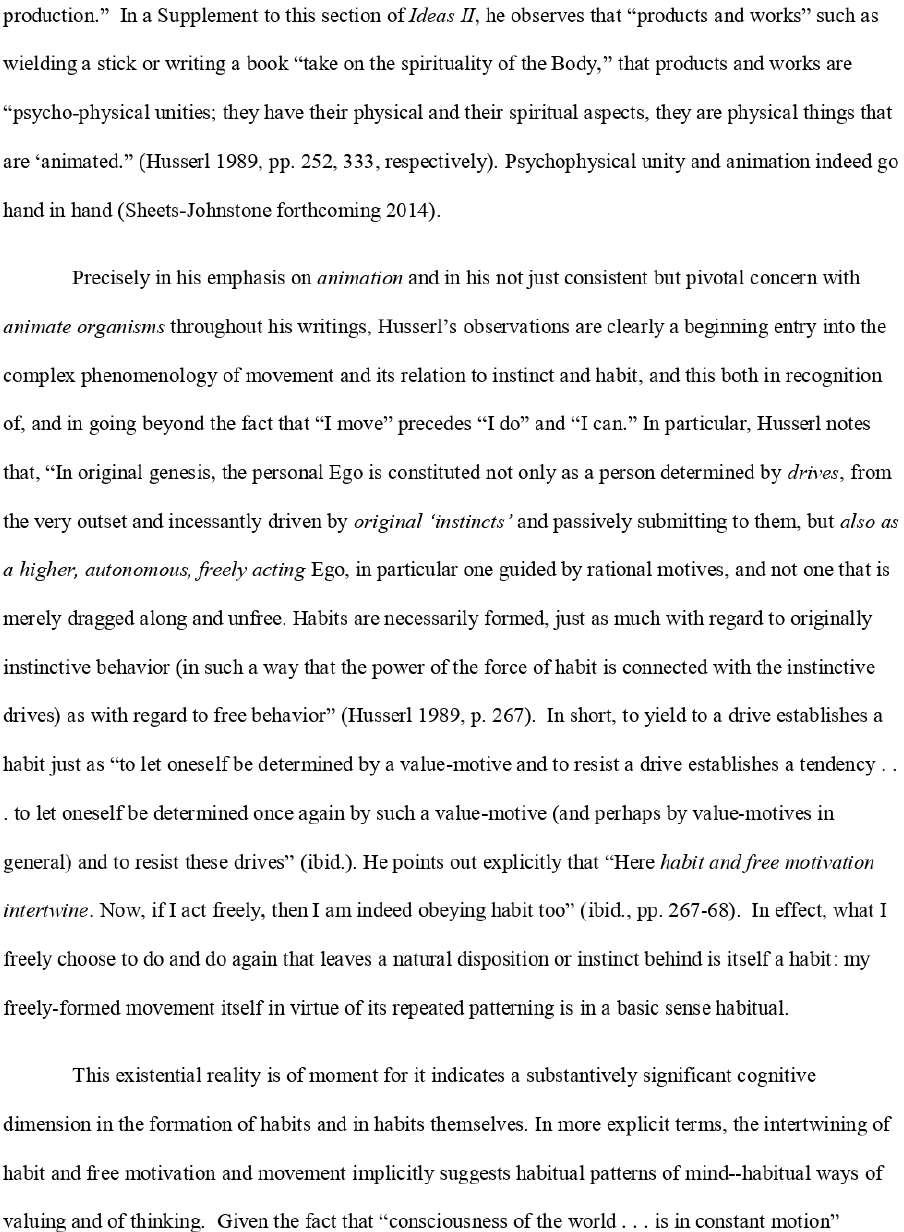 production.”  In a Supplement to this section of Ideas II, he observes that “products and works” such as
wielding a stick or writing a book “take on the spirituality of the Body,” that products and works are
“psycho-physical unities; they have their physical and their spiritual aspects, they are physical things that
are ‘animated.” (Husserl 1989, pp. 252, 333, respectively). Psychophysical unity and animation indeed go
hand in hand (Sheets-Johnstone forthcoming 2014).
Precisely in his emphasis on animation and in his not just consistent but pivotal concern with
animate organisms throughout his writings, Husserl’s observations are clearly a beginning entry into the
complex phenomenology of movement and its relation to instinct and habit, and this both in recognition
of, and in going beyond the fact that “I move” precedes “I do” and “I can.” In particular, Husserl notes
that, “In original genesis, the personal Ego is constituted not only as a person determined by drives, from
the very outset and incessantly driven by original ‘instincts’ and passively submitting to them, but also as
a higher, autonomous, freely acting Ego, in particular one guided by rational motives, and not one that is
merely dragged along and unfree. Habits are necessarily formed, just as much with regard to originally
instinctive behavior (in such a way that the power of the force of habit is connected with the instinctive
drives) as with regard to free behavior” (Husserl 1989, p. 267).  In short, to yield to a drive establishes a
habit just as “to let oneself be determined by a value-motive and to resist a drive establishes a tendency . .
. to let oneself be determined once again by such a value-motive (and perhaps by value-motives in
general) and to resist these drives” (ibid.). He points out explicitly that “Here habit and free motivation
intertwine. Now, if I act freely, then I am indeed obeying habit too” (ibid., pp. 267-68).  In effect, what I
freely choose to do and do again that leaves a natural disposition or instinct behind is itself a habit: my
freely-formed movement itself in virtue of its repeated patterning is in a basic sense habitual.
This existential reality is of moment for it indicates a substantively significant cognitive
dimension in the formation of habits and in habits themselves. In more explicit terms, the intertwining of
habit and free motivation and movement implicitly suggests habitual patterns of mind--habitual ways of
valuing and of thinking.  Given the fact that “consciousness of the world . . . is in constant motion”